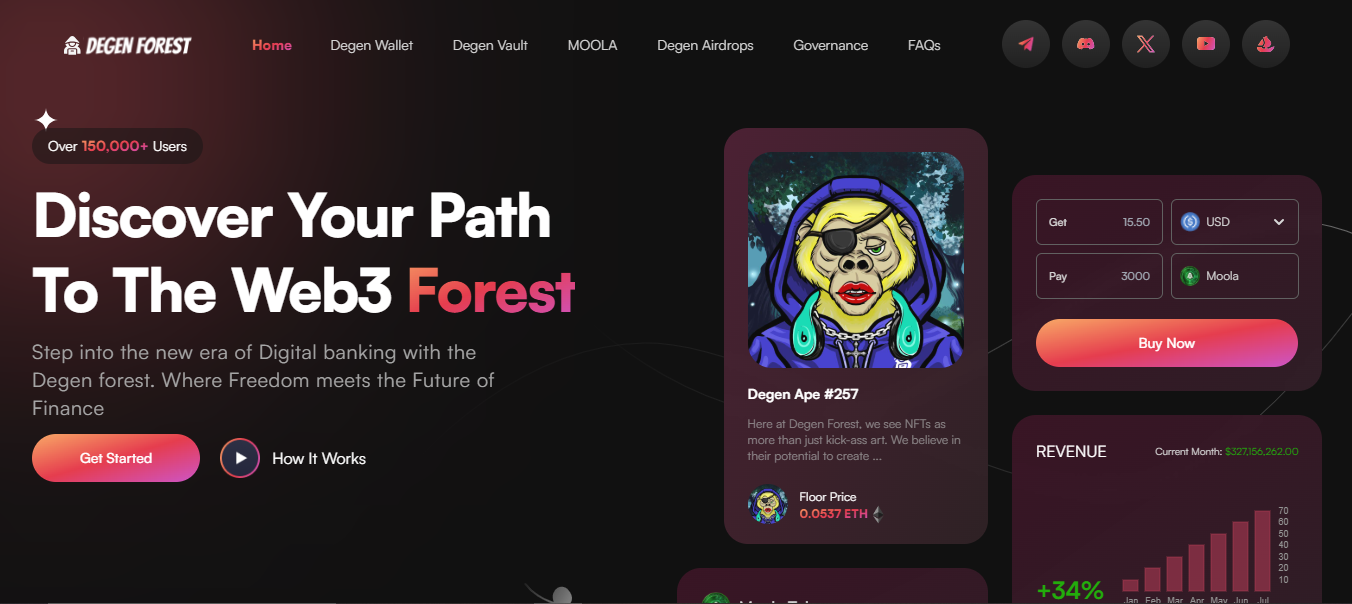 DEGEN FOREST
Home
Degen Wallet
Degen Vault
MOOLA
Degen Airdrops
Governance
FAQs
Over 150,000+ Users
Discover Your Path
To The Web3 Forest
Step into the new era of Digital banking with the
Degen forest. Where Freedom meets the Future of
Finance
Get Started
How It Works
Degen Ape #257
Here at Degen Forest, we see NFTs as
more than just kick-ass art. We believe in
their potential to create ...
Floor Price
0.0537 ETH
Get 15.50
USD
Pay 3000
Moola
Buy Now
REVENUE
Current Month: $327,156,262.00
70
60
50
40
30
20
10
+34%
Jan Feb Mar Apr May Jun Jul